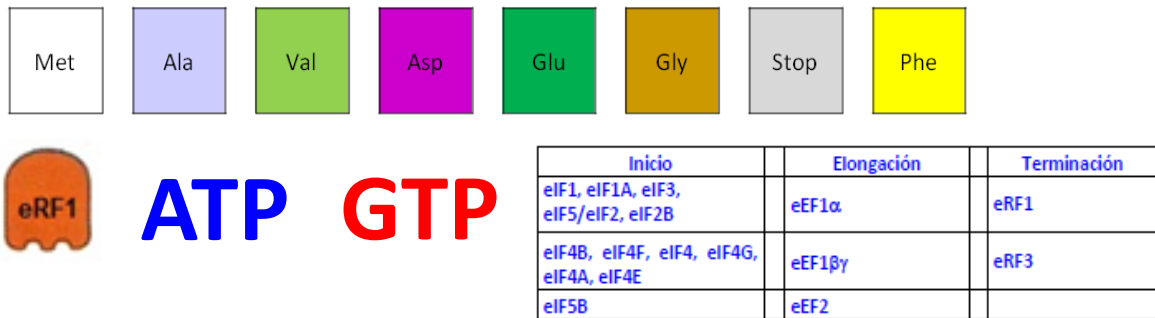 Met Ala Val Asp Glu Gly Stop Phe
eRF1 ATP GTP
Inicio Elongación Terminación
eIF1, eIF1A, eIF3,
eIF5/eIF2, eIF2B
eEF1α
eRF1
eIF4B, eIF4F, eIF4, eIF4G,
eIF4A, eIF4E
eEF1βγ
eRF3
eIF5B eEF2